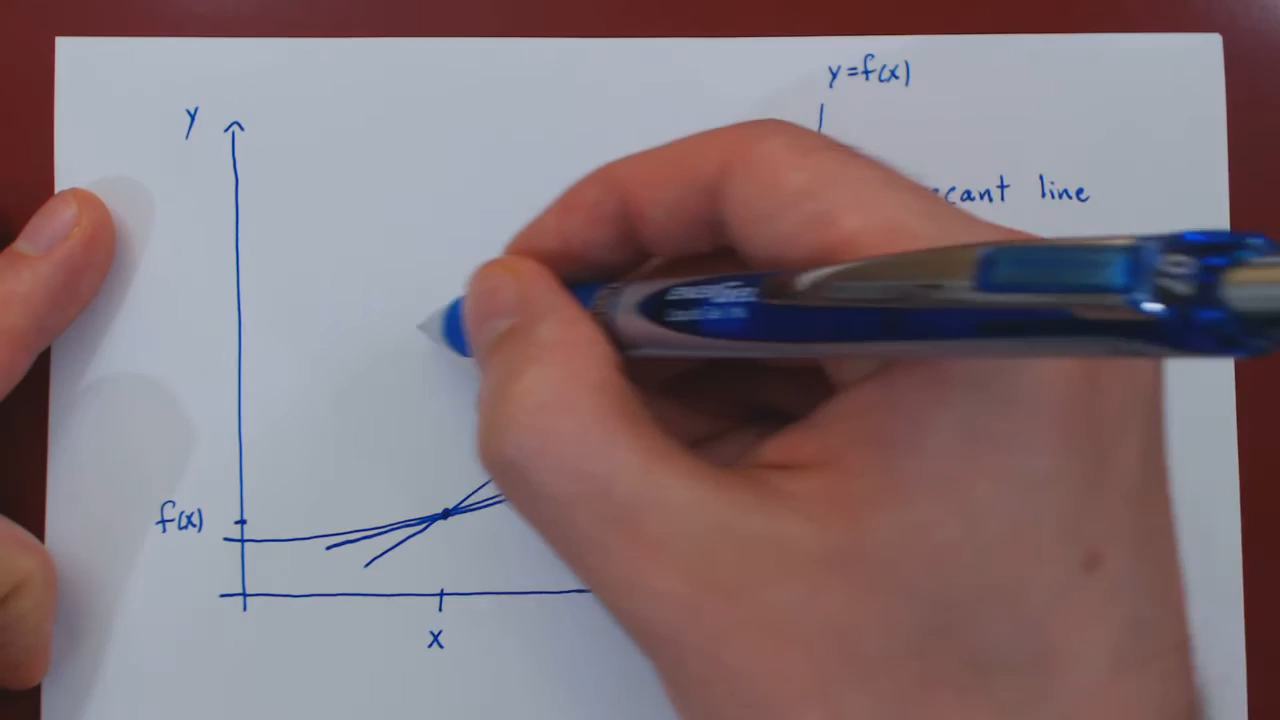 y=f(x)
y
line
f(x)
x